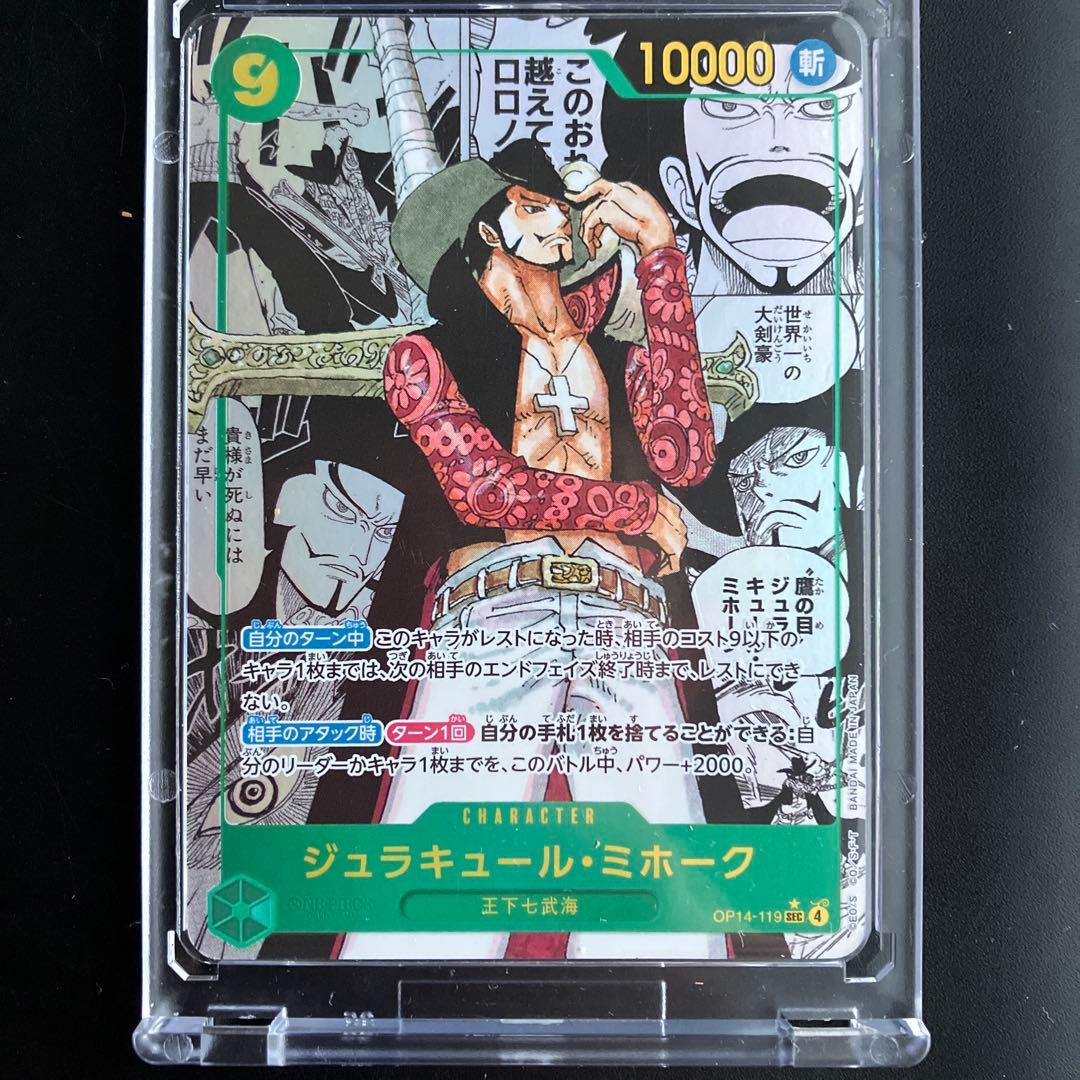 9
10000
斬
このおれを
越えて
ロロノ
世界一の
大剣豪
貴様が死ぬには
まだ早い
"鷹の目"
ジュラ
キュール・
ミホーク
自分のターン中 このキャラがレストになった時、相手のコスト9以下の
キャラ1枚までは、次の相手のエンドフェイズ終了時まで、レストにでき
ない。
相手のアタック時 ターン1回 自分の手札1枚を捨てることができる:自
分のリーダーかキャラ1枚までを、このバトル中、パワー+2000。
CHARACTER
ジュラキュール・ミホーク
王下七武海
ONE PIECE
OP14-119 SEC 4
©E.O./S. ©O./S.・F・T BANDAI MADE IN JAPAN